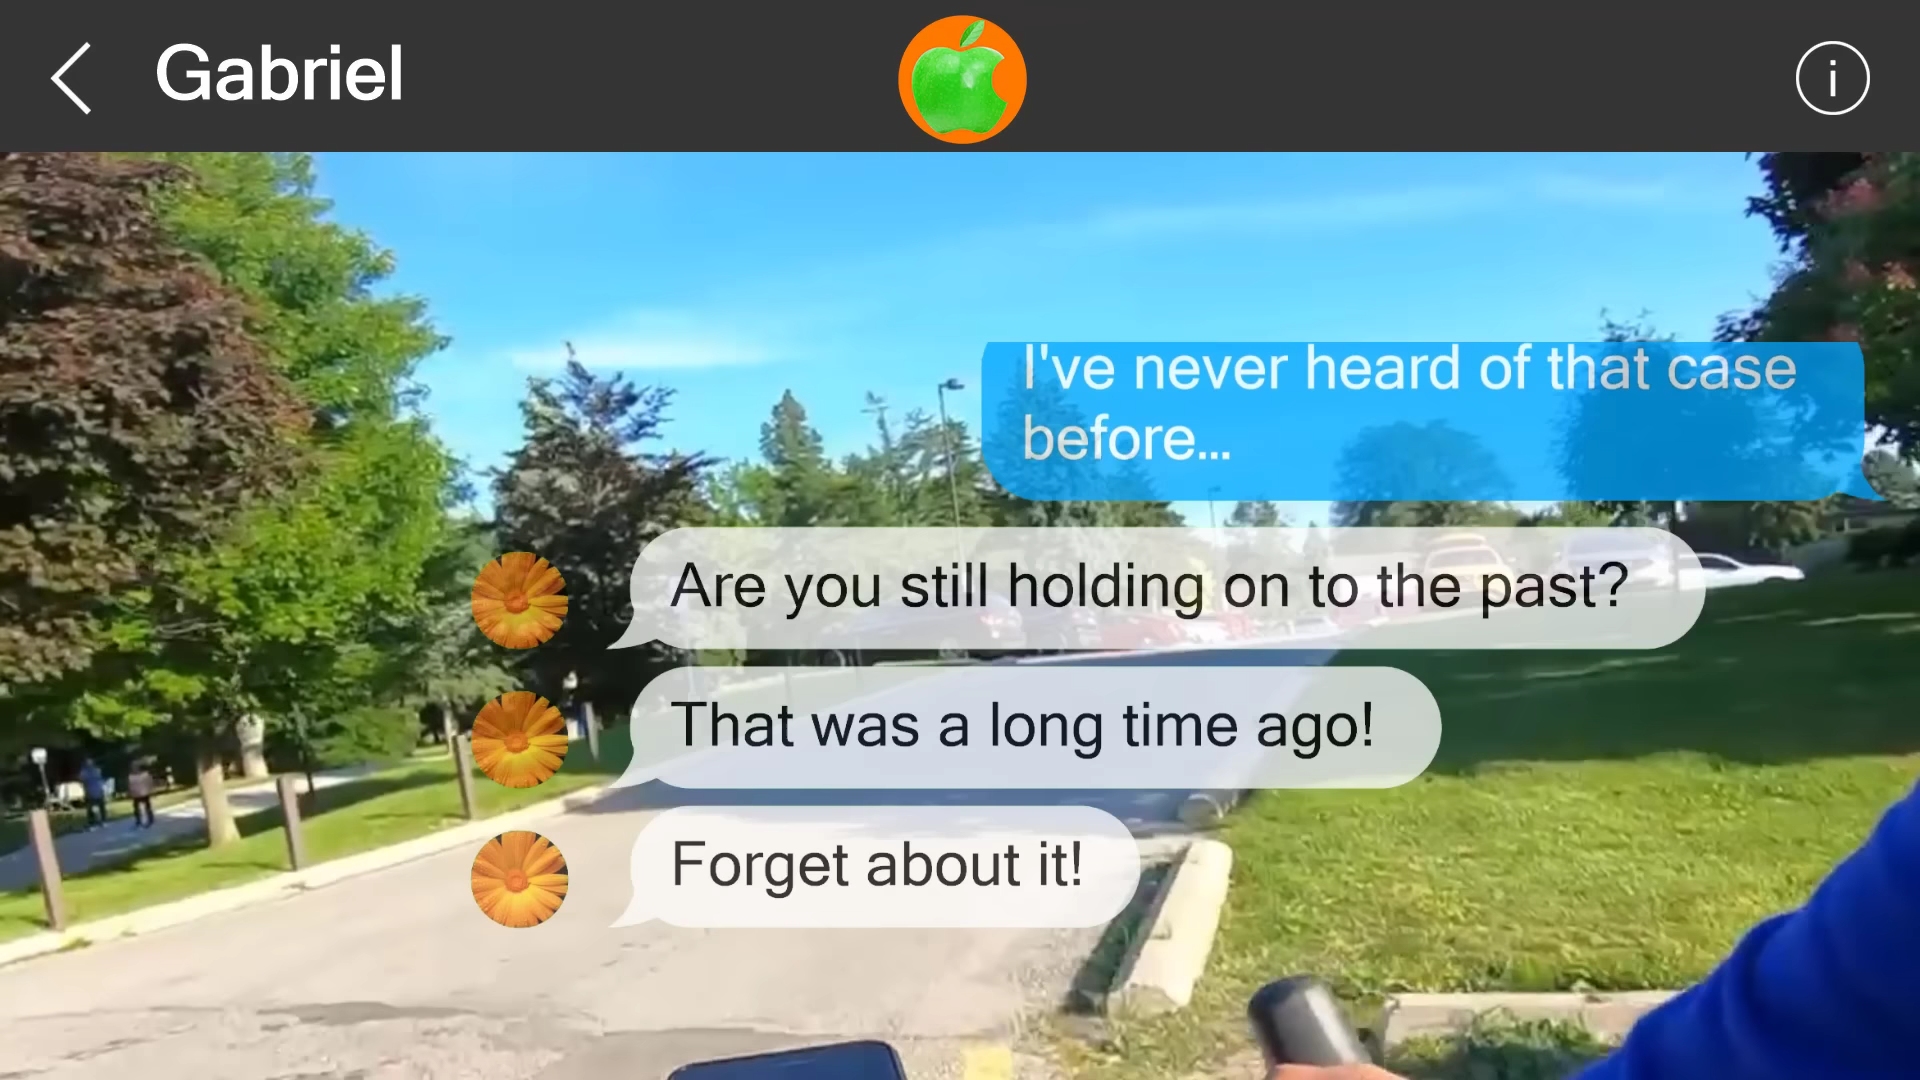 Gabriel
I've never heard of that case
before...
Are you still holding on to the past?
That was a long time ago!
Forget about it!